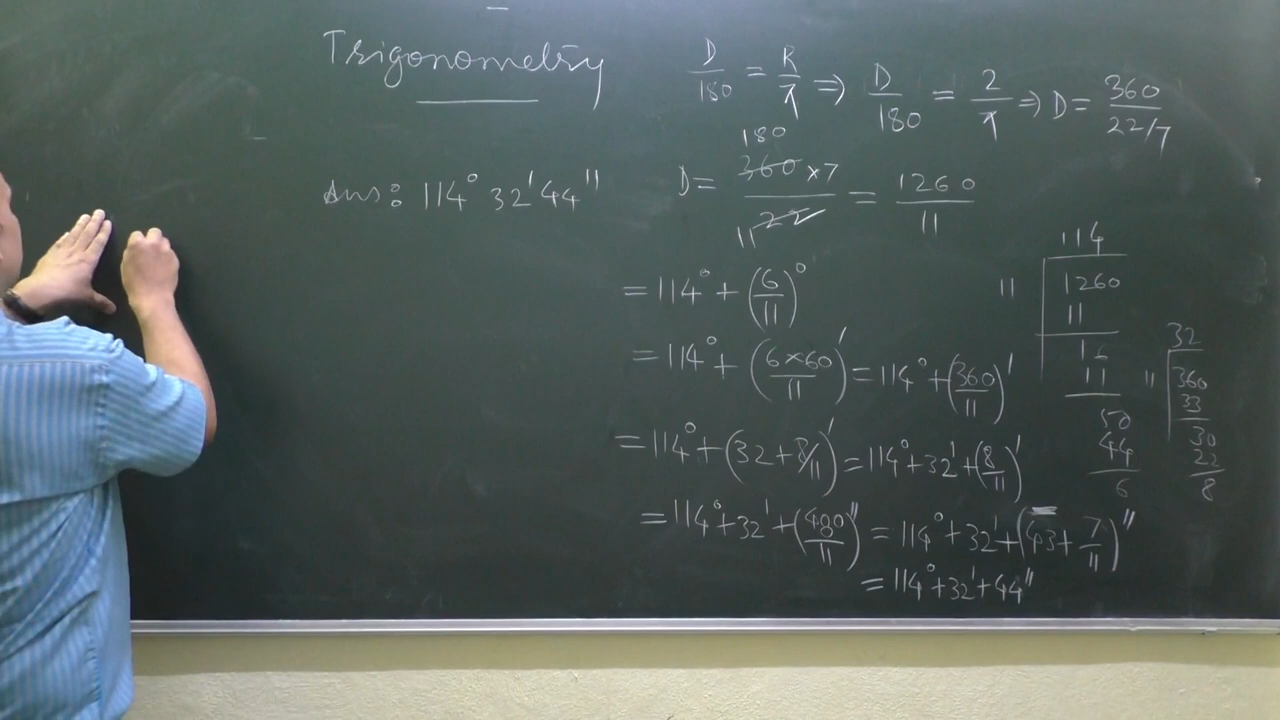 Trigonometry
Ans: 114° 32' 44"
D/180 = R/π ⇒ D/180 = 2/π ⇒ D = 360/22/7
180
D = 360 × 7 / 22 = 1260/11
11
= 114° + (6/11)°
= 114° + (6×60/11)' = 114° + (360/11)'
= 114° + (32 + 8/11)' = 114° + 32' + (8/11)'
= 114° + 32' + (480/11)" = 114° + 32' + (43 + 7/11)"
= 114° + 32' + 44"
114
11 1260
11
16
11
50
44
6
32
11 360
33
30
22
8